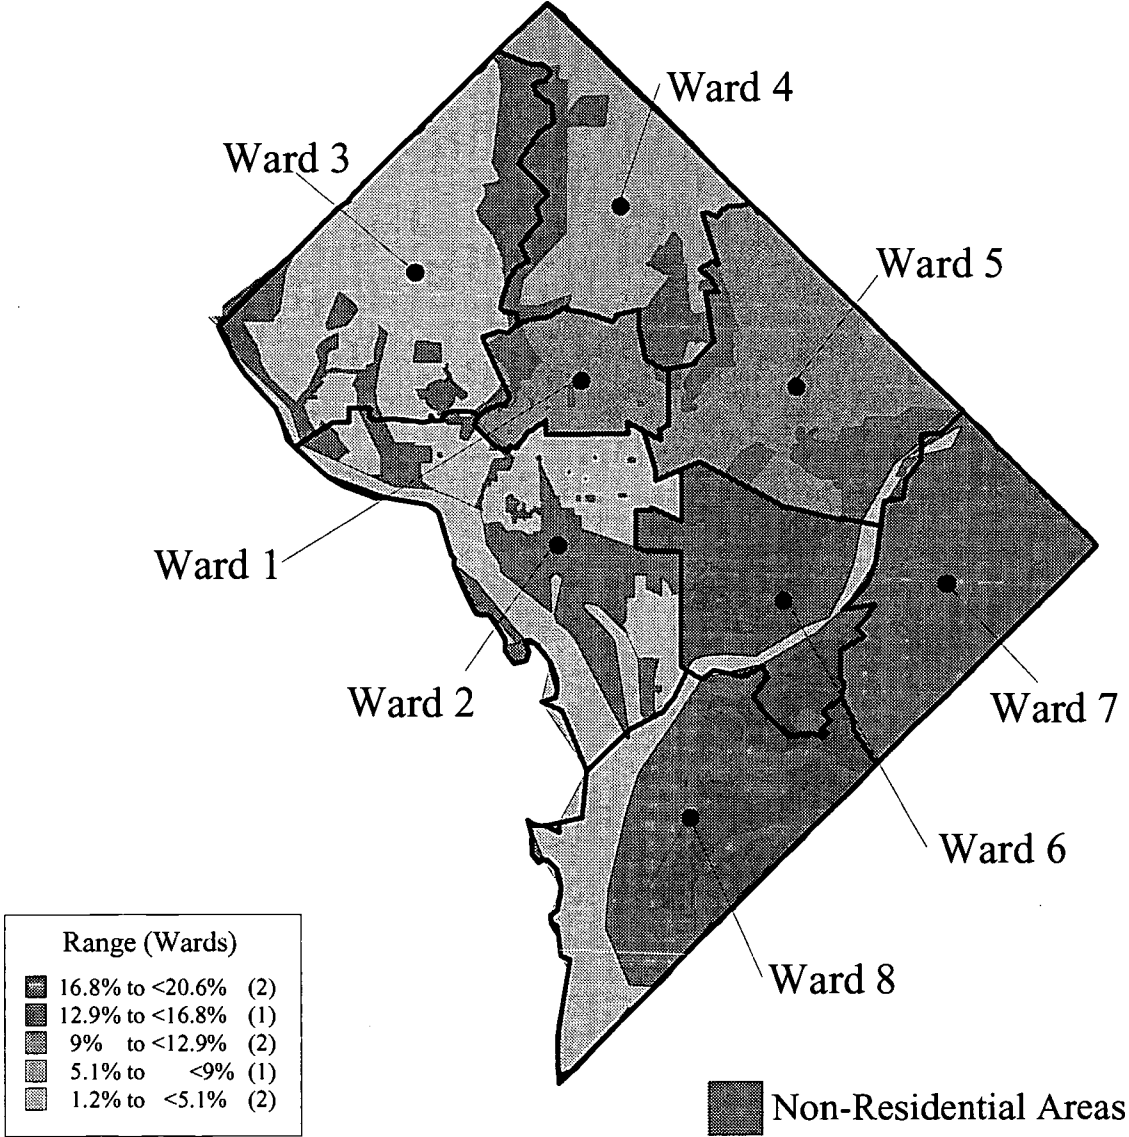 Ward 4
Ward 3
Ward 5
Ward 1
Ward 2
Ward 7
Ward 6
Ward 8
Range (Wards)
16.8% to <20.6% (2)
12.9% to <16.8% (1)
9% to <12.9% (2)
5.1% to <9% (1)
1.2% to <5.1% (2)
Non-Residential Areas